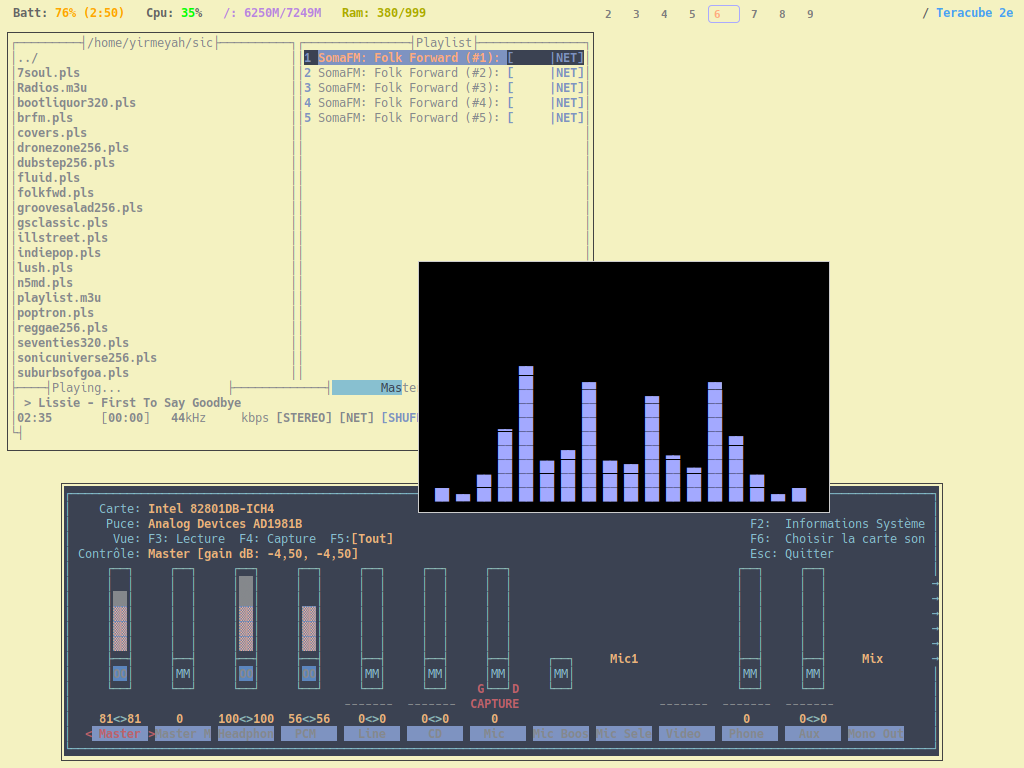 Batt: 76% (2:50) Cpu: 35% /: 6250M/7249M Ram: 380/999 2 3 4 5 6 7 8 9 / Teracube 2e
/home/yirmeyah/sic
../
7soul.pls
Radios.m3u
bootliquor320.pls
brfm.pls
covers.pls
dronezone256.pls
dubstep256.pls
fluid.pls
folkfwd.pls
groovesalad256.pls
gsclassic.pls
illstreet.pls
indiepop.pls
lush.pls
n5md.pls
playlist.m3u
poptron.pls
reggae256.pls
seventies320.pls
sonicuniverse256.pls
suburbsofgoa.pls
Playlist
1 SomaFM: Folk Forward (#1): [ |NET]
2 SomaFM: Folk Forward (#2): [ |NET]
3 SomaFM: Folk Forward (#3): [ |NET]
4 SomaFM: Folk Forward (#4): [ |NET]
5 SomaFM: Folk Forward (#5): [ |NET]
Playing... Maste
> Lissie - First To Say Goodbye
02:35 [00:00] 44kHz kbps [STEREO] [NET] [SHUF
Carte: Intel 82801DB-ICH4
Puce: Analog Devices AD1981B F2: Informations Système
Vue: F3: Lecture F4: Capture F5:[Tout] F6: Choisir la carte son
Contrôle: Master [gain dB: -4,50, -4,50] Esc: Quitter
Mic1 Mix
OO MM OO OO MM MM MM MM MM MM
G D
CAPTURE
81<>81 0 100<>100 56<>56 0<>0 0<>0 0 0 0<>0
< Master > Master M Headphon PCM Line CD Mic Mic Boos Mic Sele Video Phone Aux Mono Out